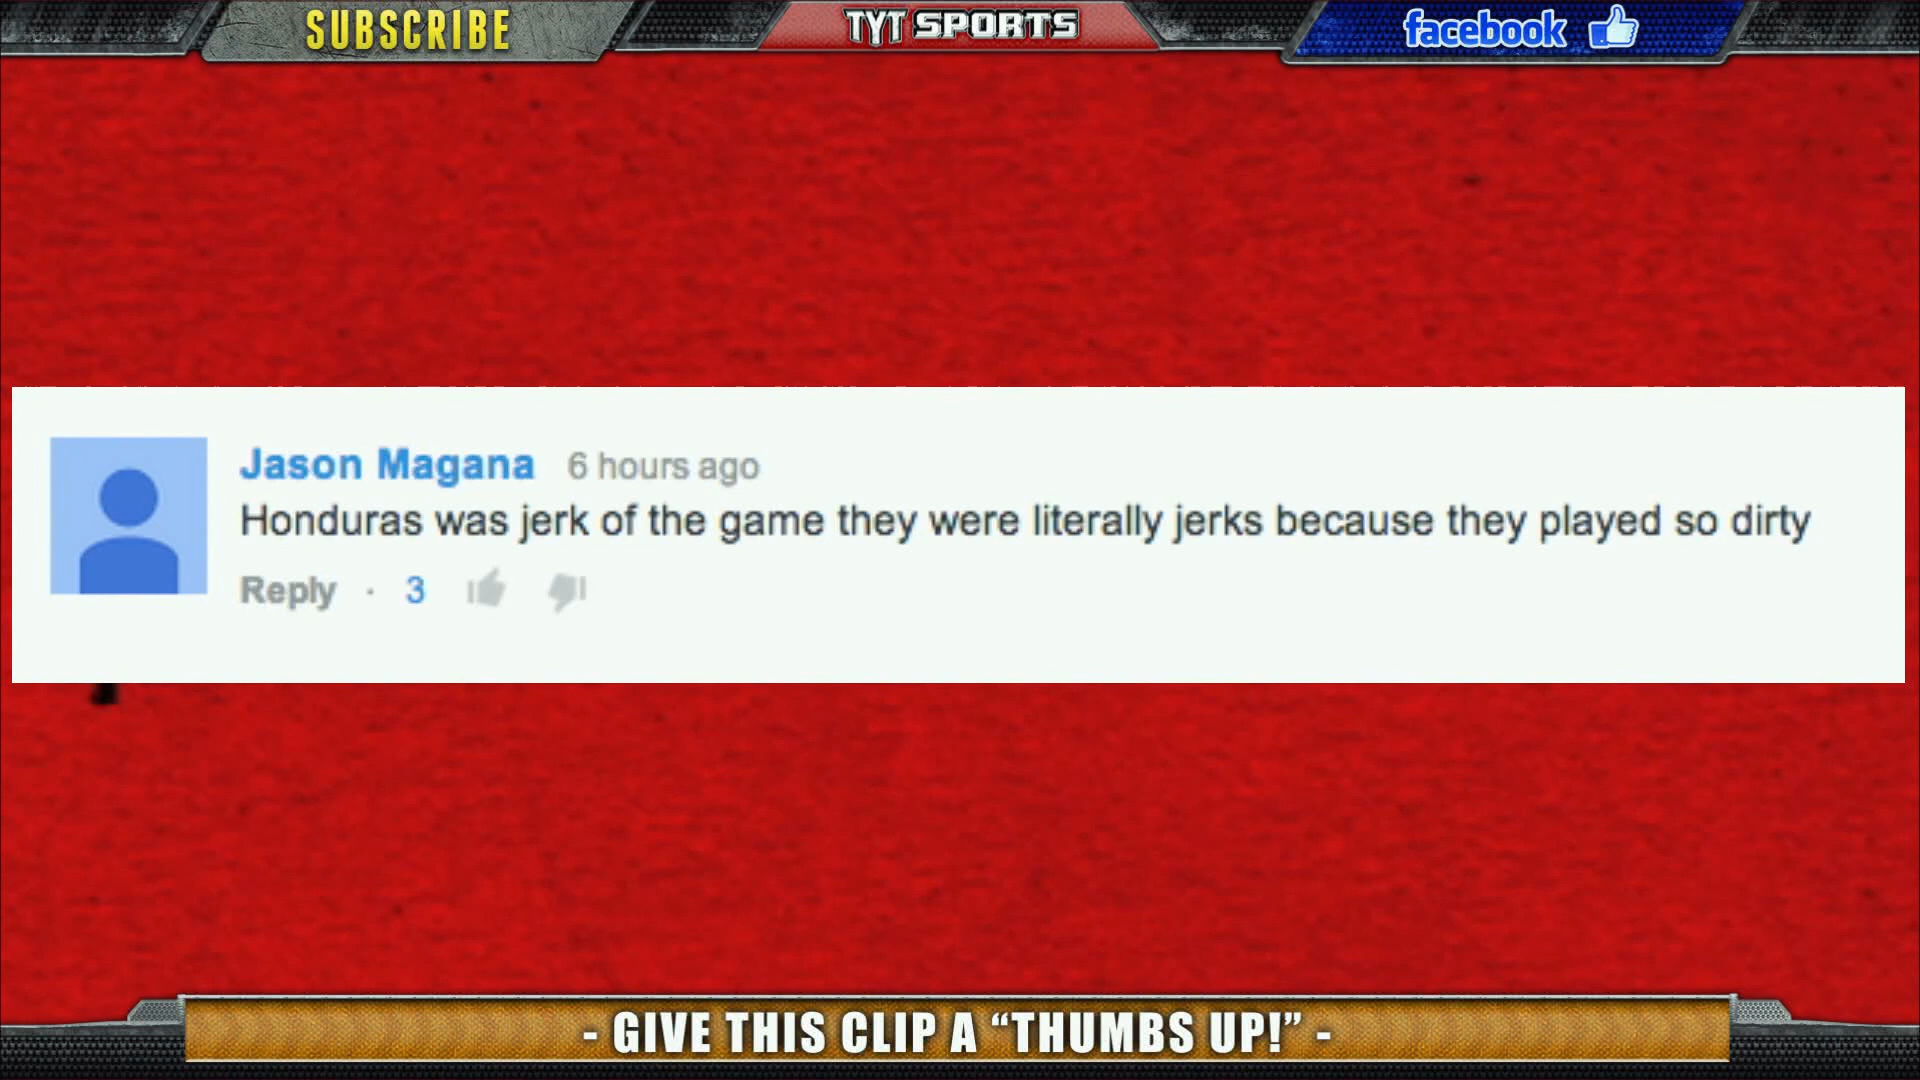 SUBSCRIBE
TYT SPORTS
facebook
Jason Magana 6 hours ago
Honduras was jerk of the game they were literally jerks because they played so dirty
Reply · 3
- GIVE THIS CLIP A “THUMBS UP!” -